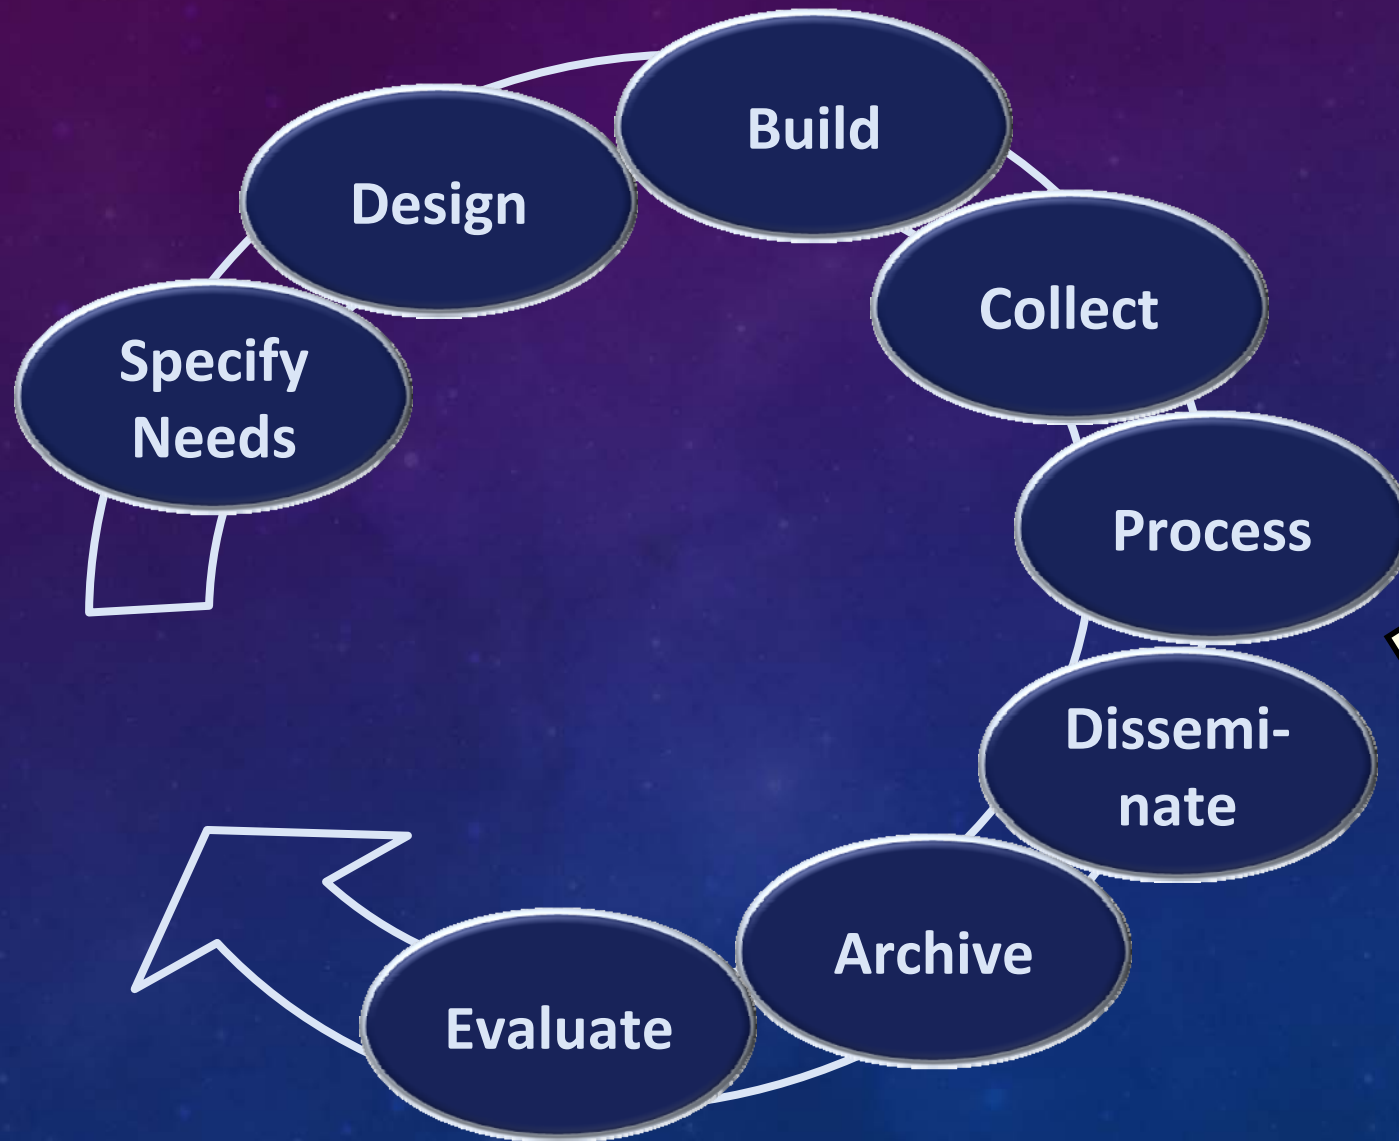 Specify
Needs
Design
Build
Collect
Process
Dissemi-
nate
Archive
Evaluate